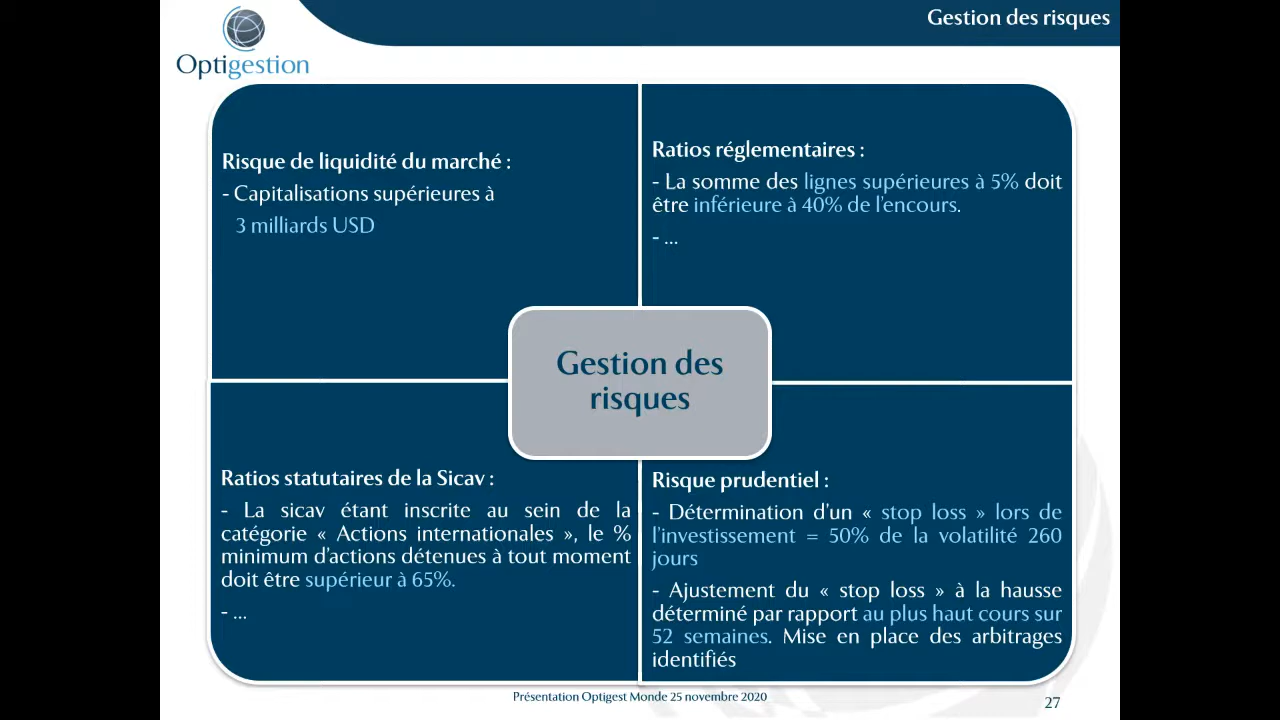 Gestion des risques
Optigestion
Risque de liquidité du marché :
- Capitalisations supérieures à
3 milliards USD
Ratios réglementaires :
- La somme des lignes supérieures à 5% doit
être inférieure à 40% de l'encours.
- ...
Gestion des
risques
Ratios statutaires de la Sicav :
- La sicav étant inscrite au sein de la
catégorie « Actions internationales », le %
minimum d'actions détenues à tout moment
doit être supérieur à 65%.
- ...
Risque prudentiel :
- Détermination d'un « stop loss » lors de
l'investissement = 50% de la volatilité 260
jours
- Ajustement du « stop loss » à la hausse
déterminé par rapport au plus haut cours sur
52 semaines. Mise en place des arbitrages
identifiés
Présentation Optigest Monde 25 novembre 2020
27